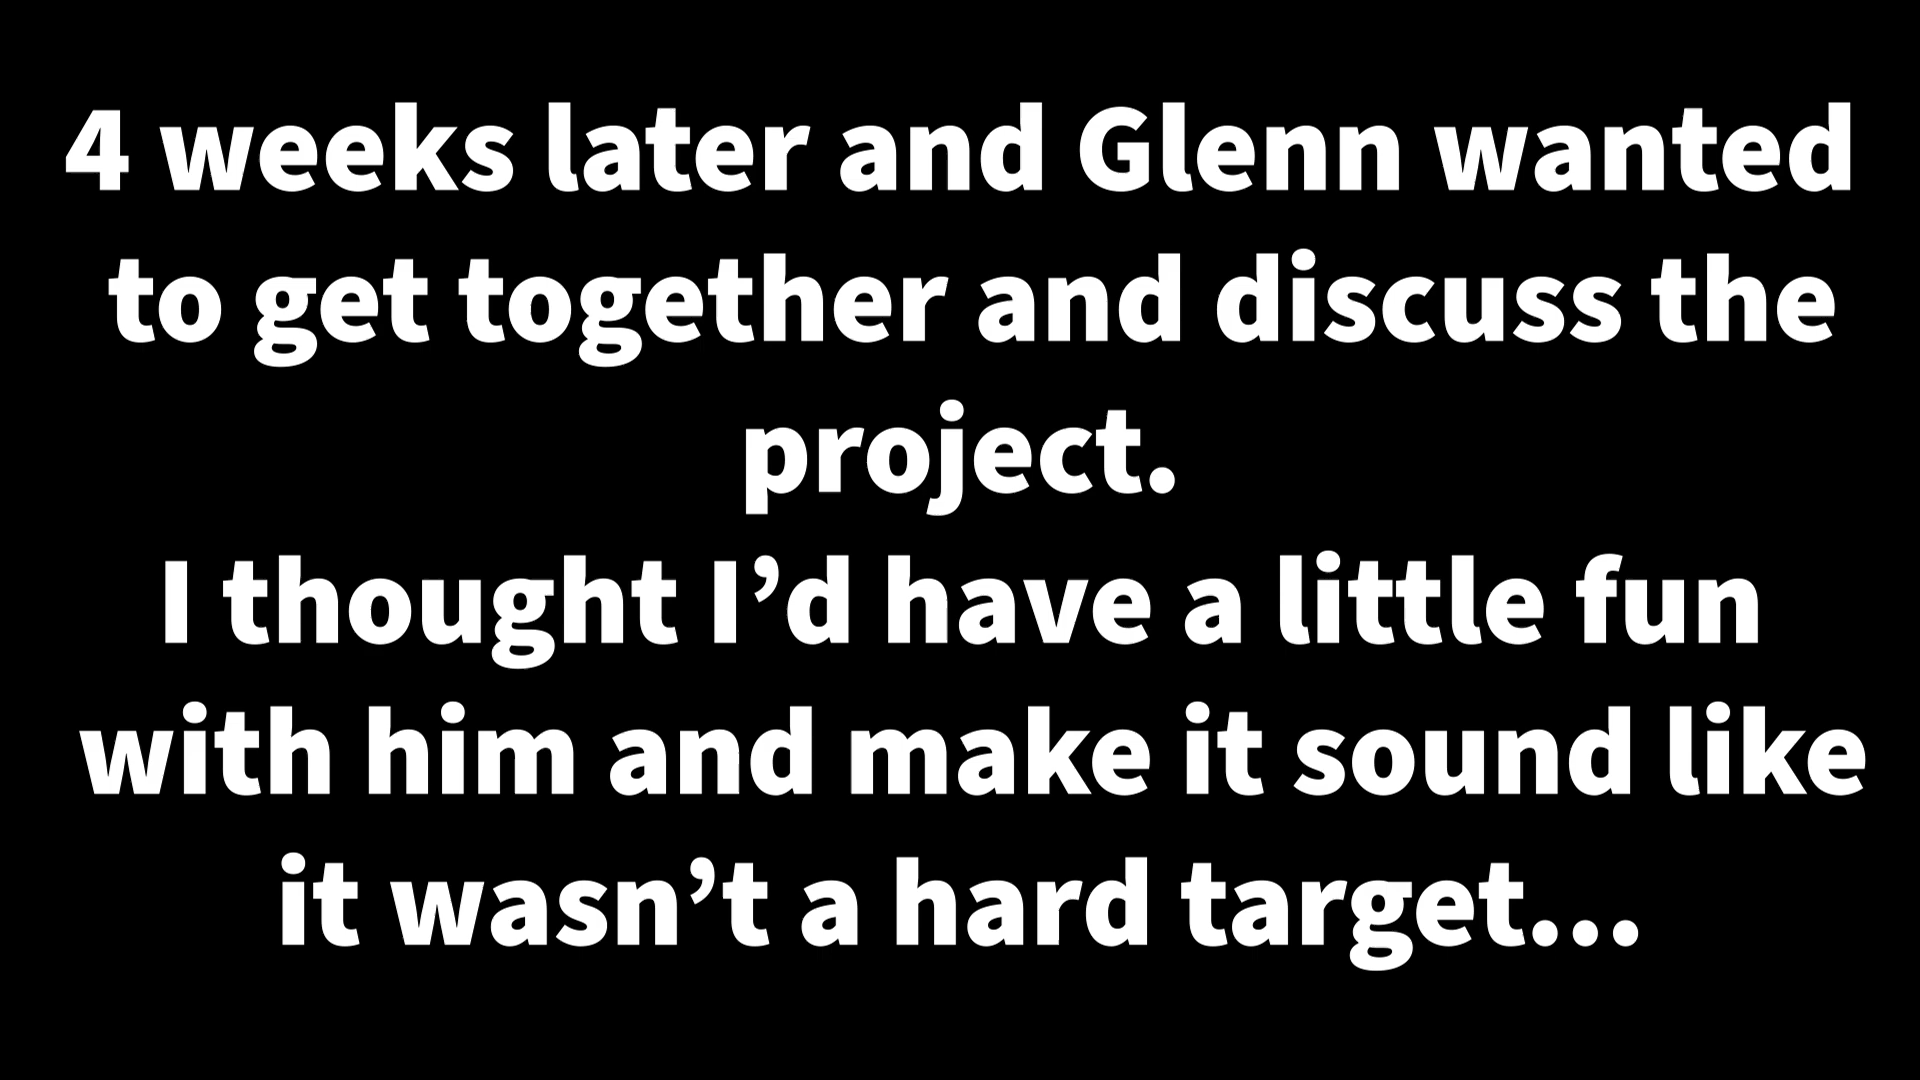 4 weeks later and Glenn wanted
to get together and discuss the
project.
I thought I’d have a little fun
with him and make it sound like
it wasn’t a hard target...